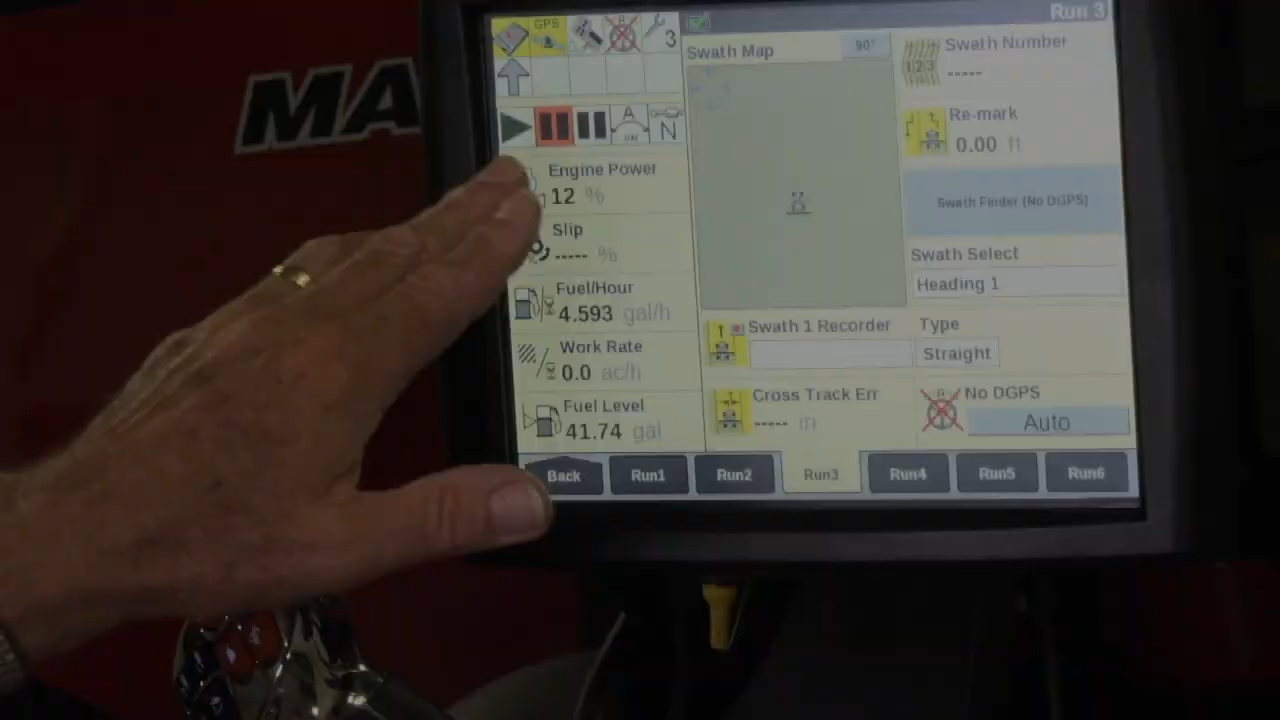 MA
GPS
3
Run 3
Swath Map
90°
Swath Number
-----
1 2 3
Re-mark
0.00 ft
A
N
Engine Power
12 %
Slip
----- %
Fuel/Hour
4.593 gal/h
Work Rate
0.0 ac/h
Fuel Level
41.74 gal
Swath Finder (No DGPS)
Swath Select
Heading 1
Swath 1 Recorder
Type
Straight
Cross Track Err
----- in
No DGPS
Auto
Back
Run1
Run2
Run3
Run4
Run5
Run6